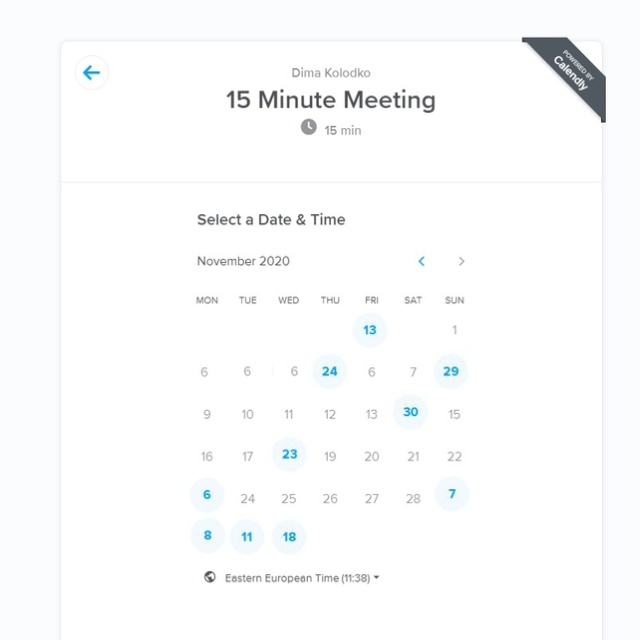 POWERED BY
Calendly
Dima Kolodko
15 Minute Meeting
15 min
Select a Date & Time
November 2020
MON TUE WED THU FRI SAT SUN
13 1
6 6 6 24 6 7 29
9 10 11 12 13 30 15
16 17 23 19 20 21 22
6 24 25 26 27 28 7
8 11 18
Eastern European Time (11:38)